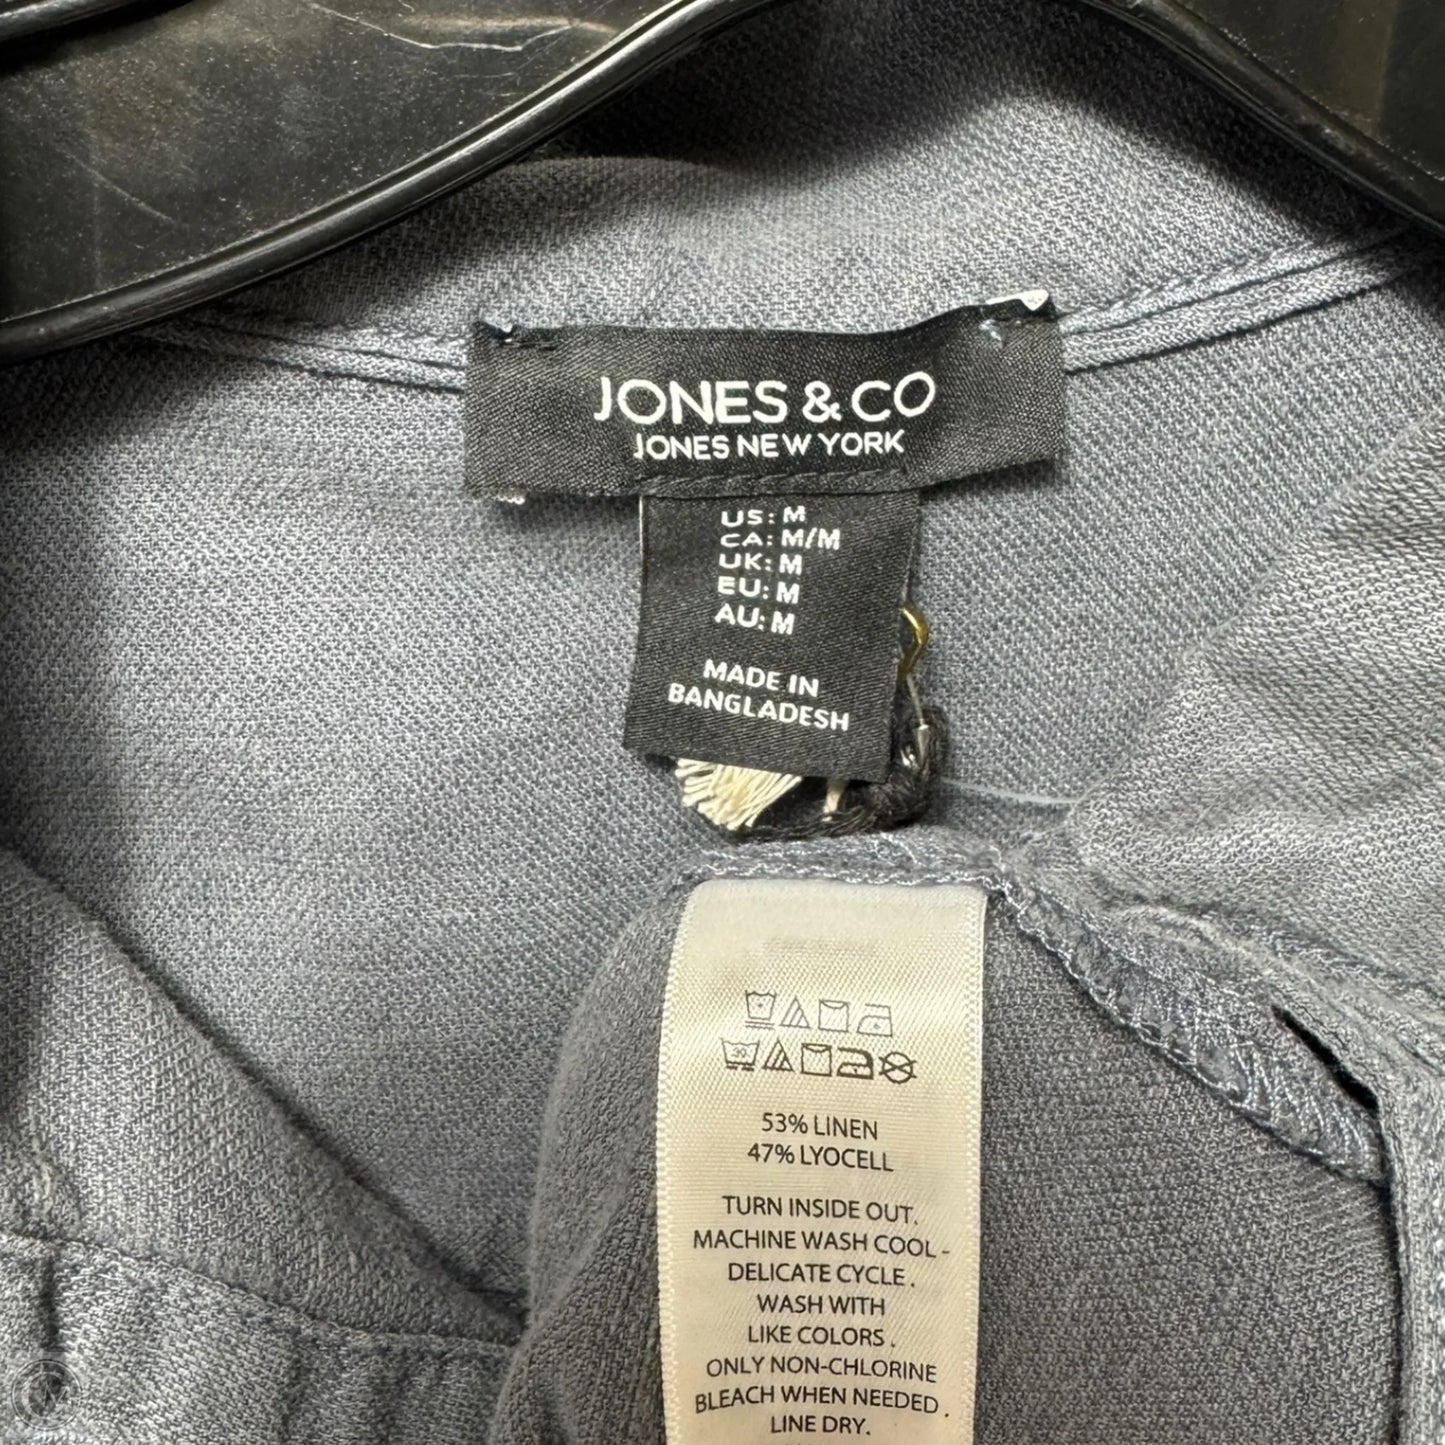 JONES & CO
JONES NEW YORK
US: M
CA: M/M
UK: M
EU: M
AU: M
MADE IN
BANGLADESH
53% LINEN
47% LYOCELL
TURN INSIDE OUT.
MACHINE WASH COOL -
DELICATE CYCLE.
WASH WITH
LIKE COLORS.
ONLY NON-CHLORINE
BLEACH WHEN NEEDED.
LINE DRY.